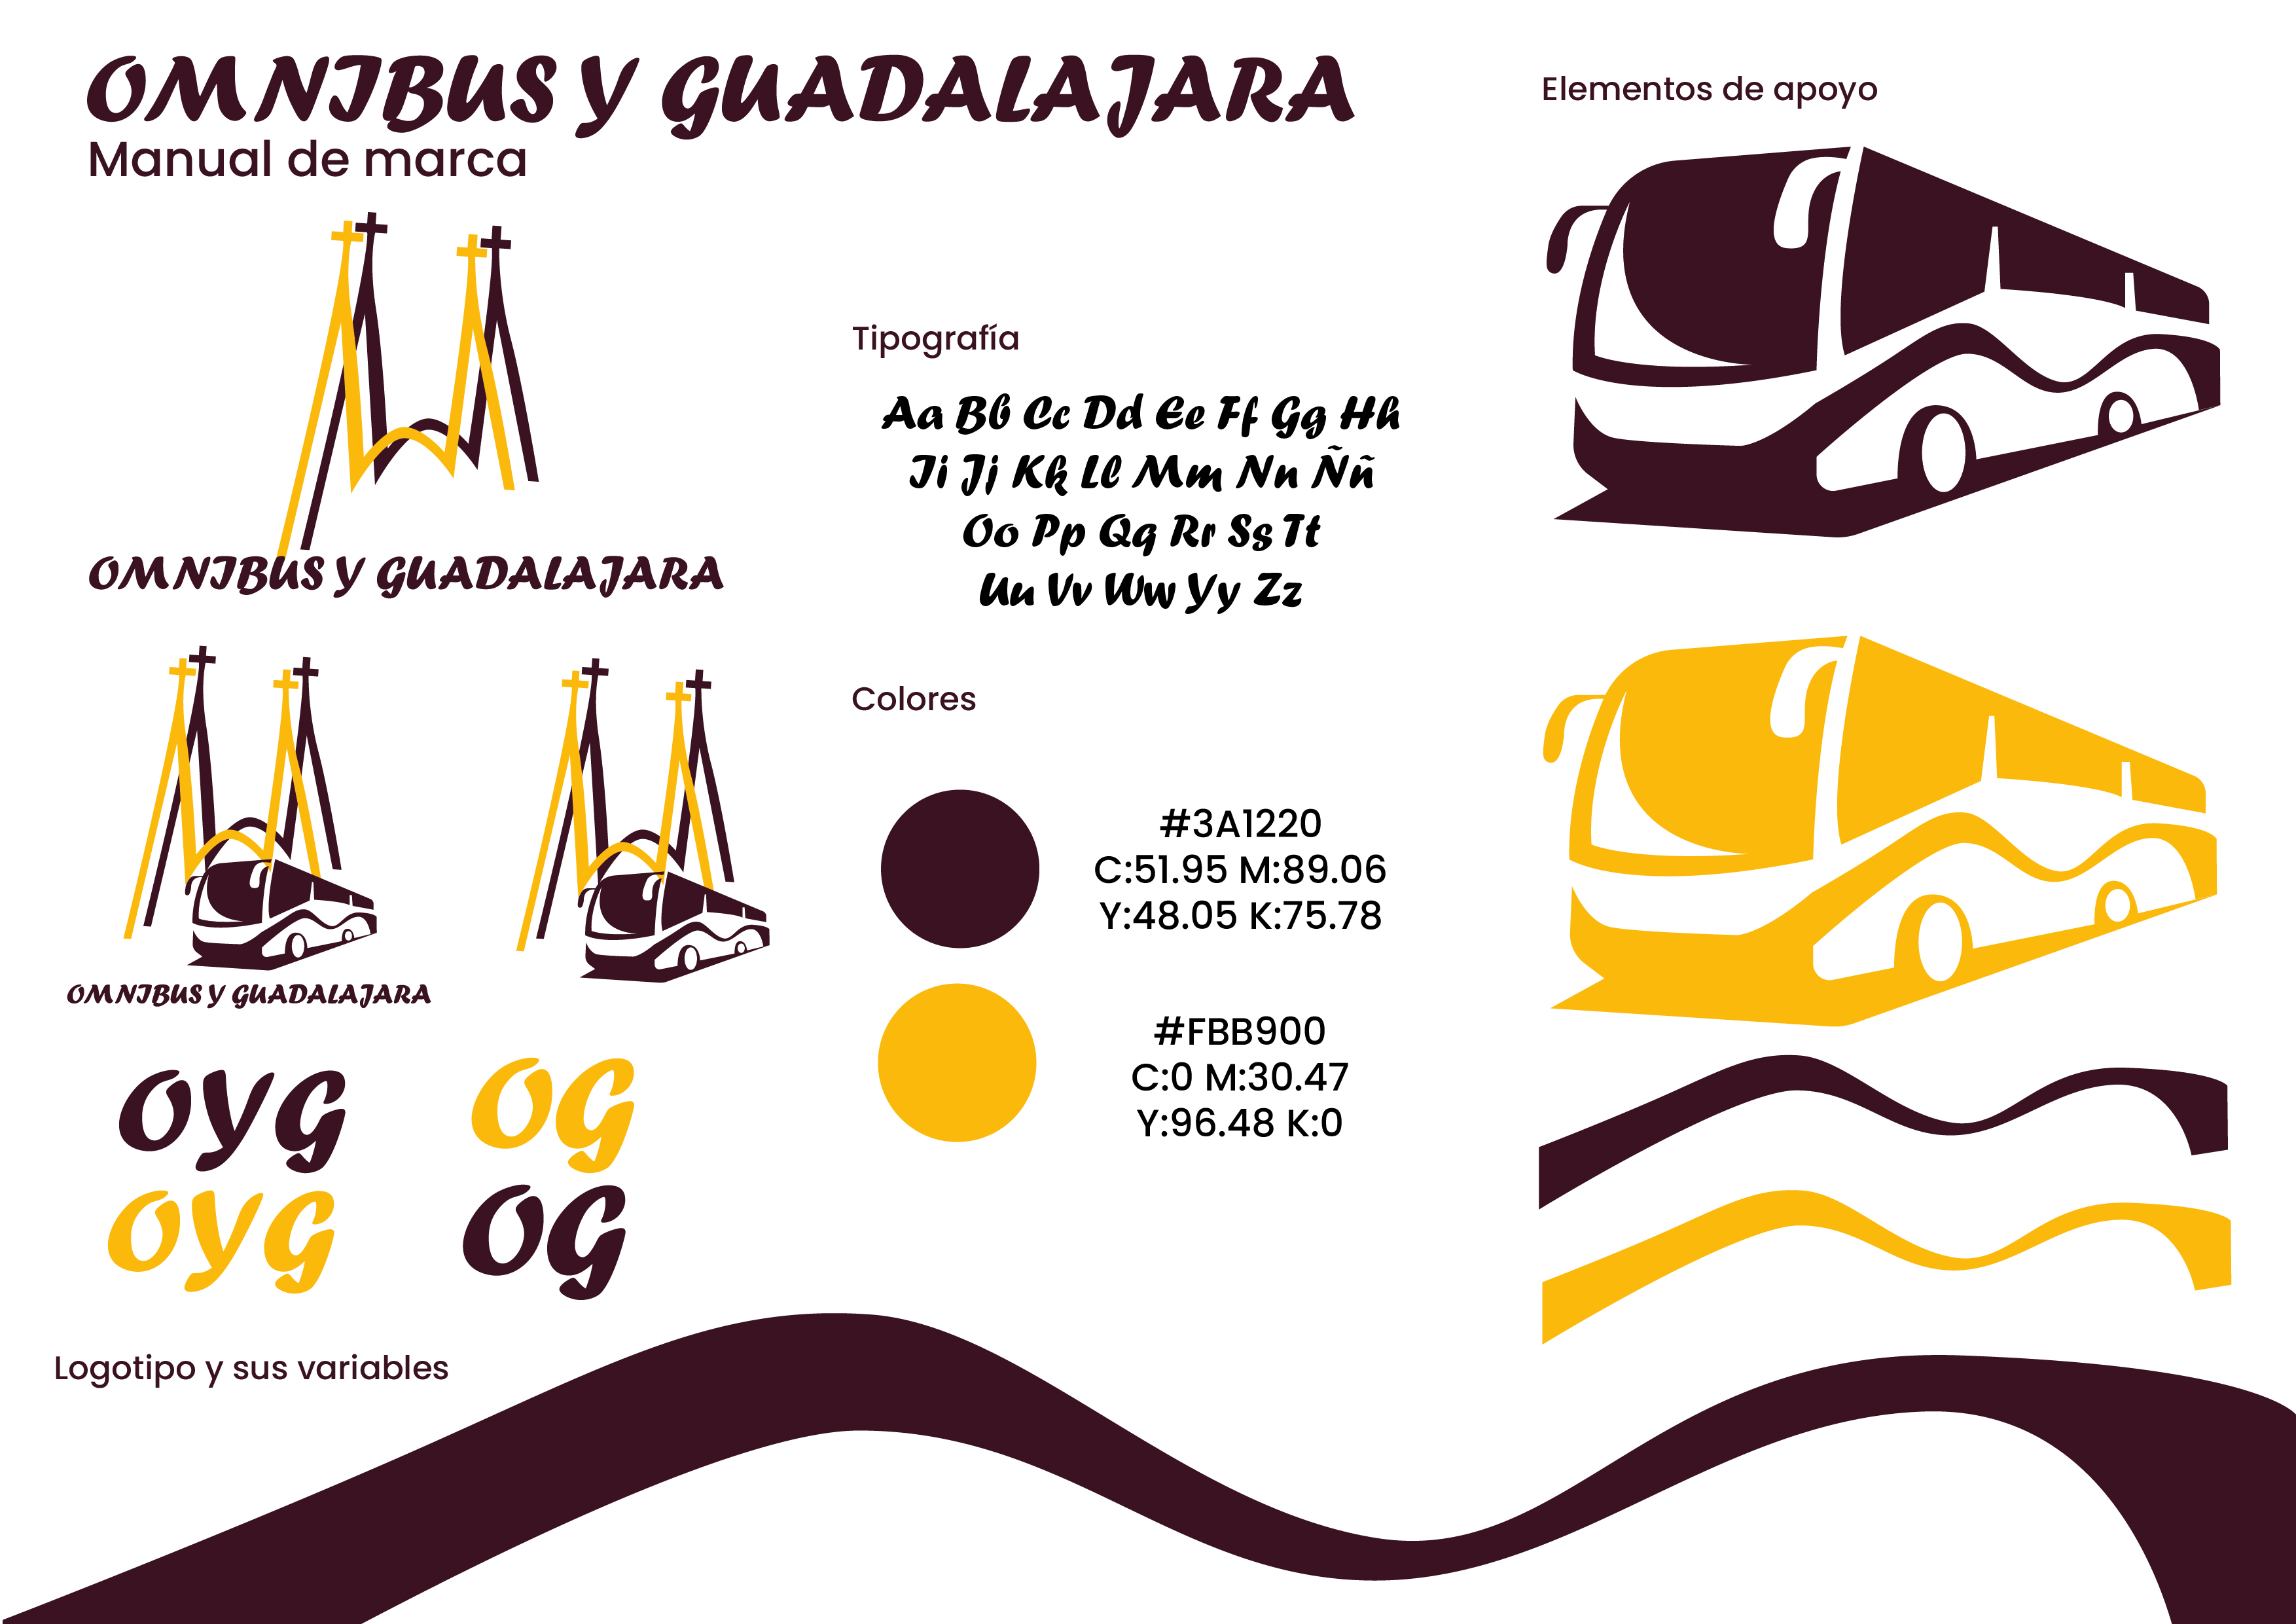 OMNIBUS Y GUADALAJARA
Manual de marca
OMNIBUS Y GUADALAJARA
OMNIBUS Y GUADALAJARA
OYG
OG
OYG
OG
Logotipo y sus variables
Tipografía
Aa Bb Cc Dd Ee Ff Gg Hh
Ii Jj Kk Ll Mm Nn Ññ
Oo Pp Qq Rr Ss Tt
Uu Vv Ww Yy Zz
Colores
#3A1220
C:51.95 M:89.06
Y:48.05 K:75.78
#FBB900
C:0 M:30.47
Y:96.48 K:0
Elementos de apoyo